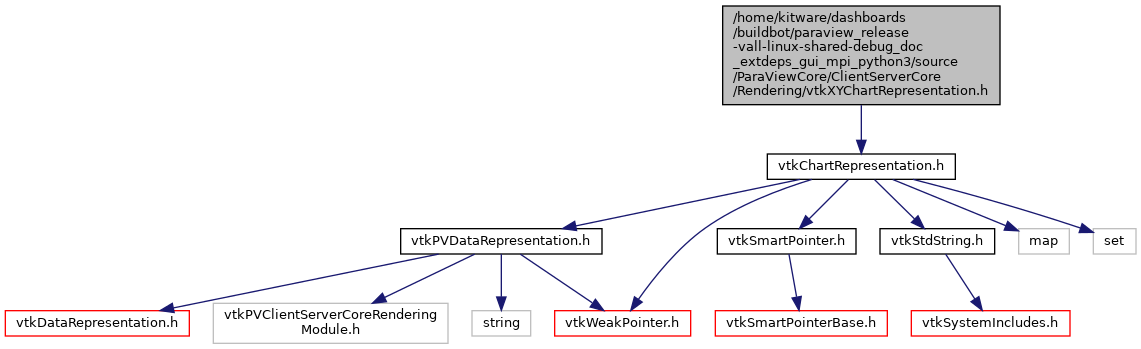 /home/kitware/dashboards
/buildbot/paraview_release
-vall-linux-shared-debug_doc
_extdeps_gui_mpi_python3/source
/ParaViewCore/ClientServerCore
/Rendering/vtkXYChartRepresentation.h
vtkChartRepresentation.h
vtkPVDataRepresentation.h
vtkSmartPointer.h
vtkStdString.h
map
set
vtkDataRepresentation.h
vtkPVClientServerCoreRendering
Module.h
string
vtkWeakPointer.h
vtkSmartPointerBase.h
vtkSystemIncludes.h